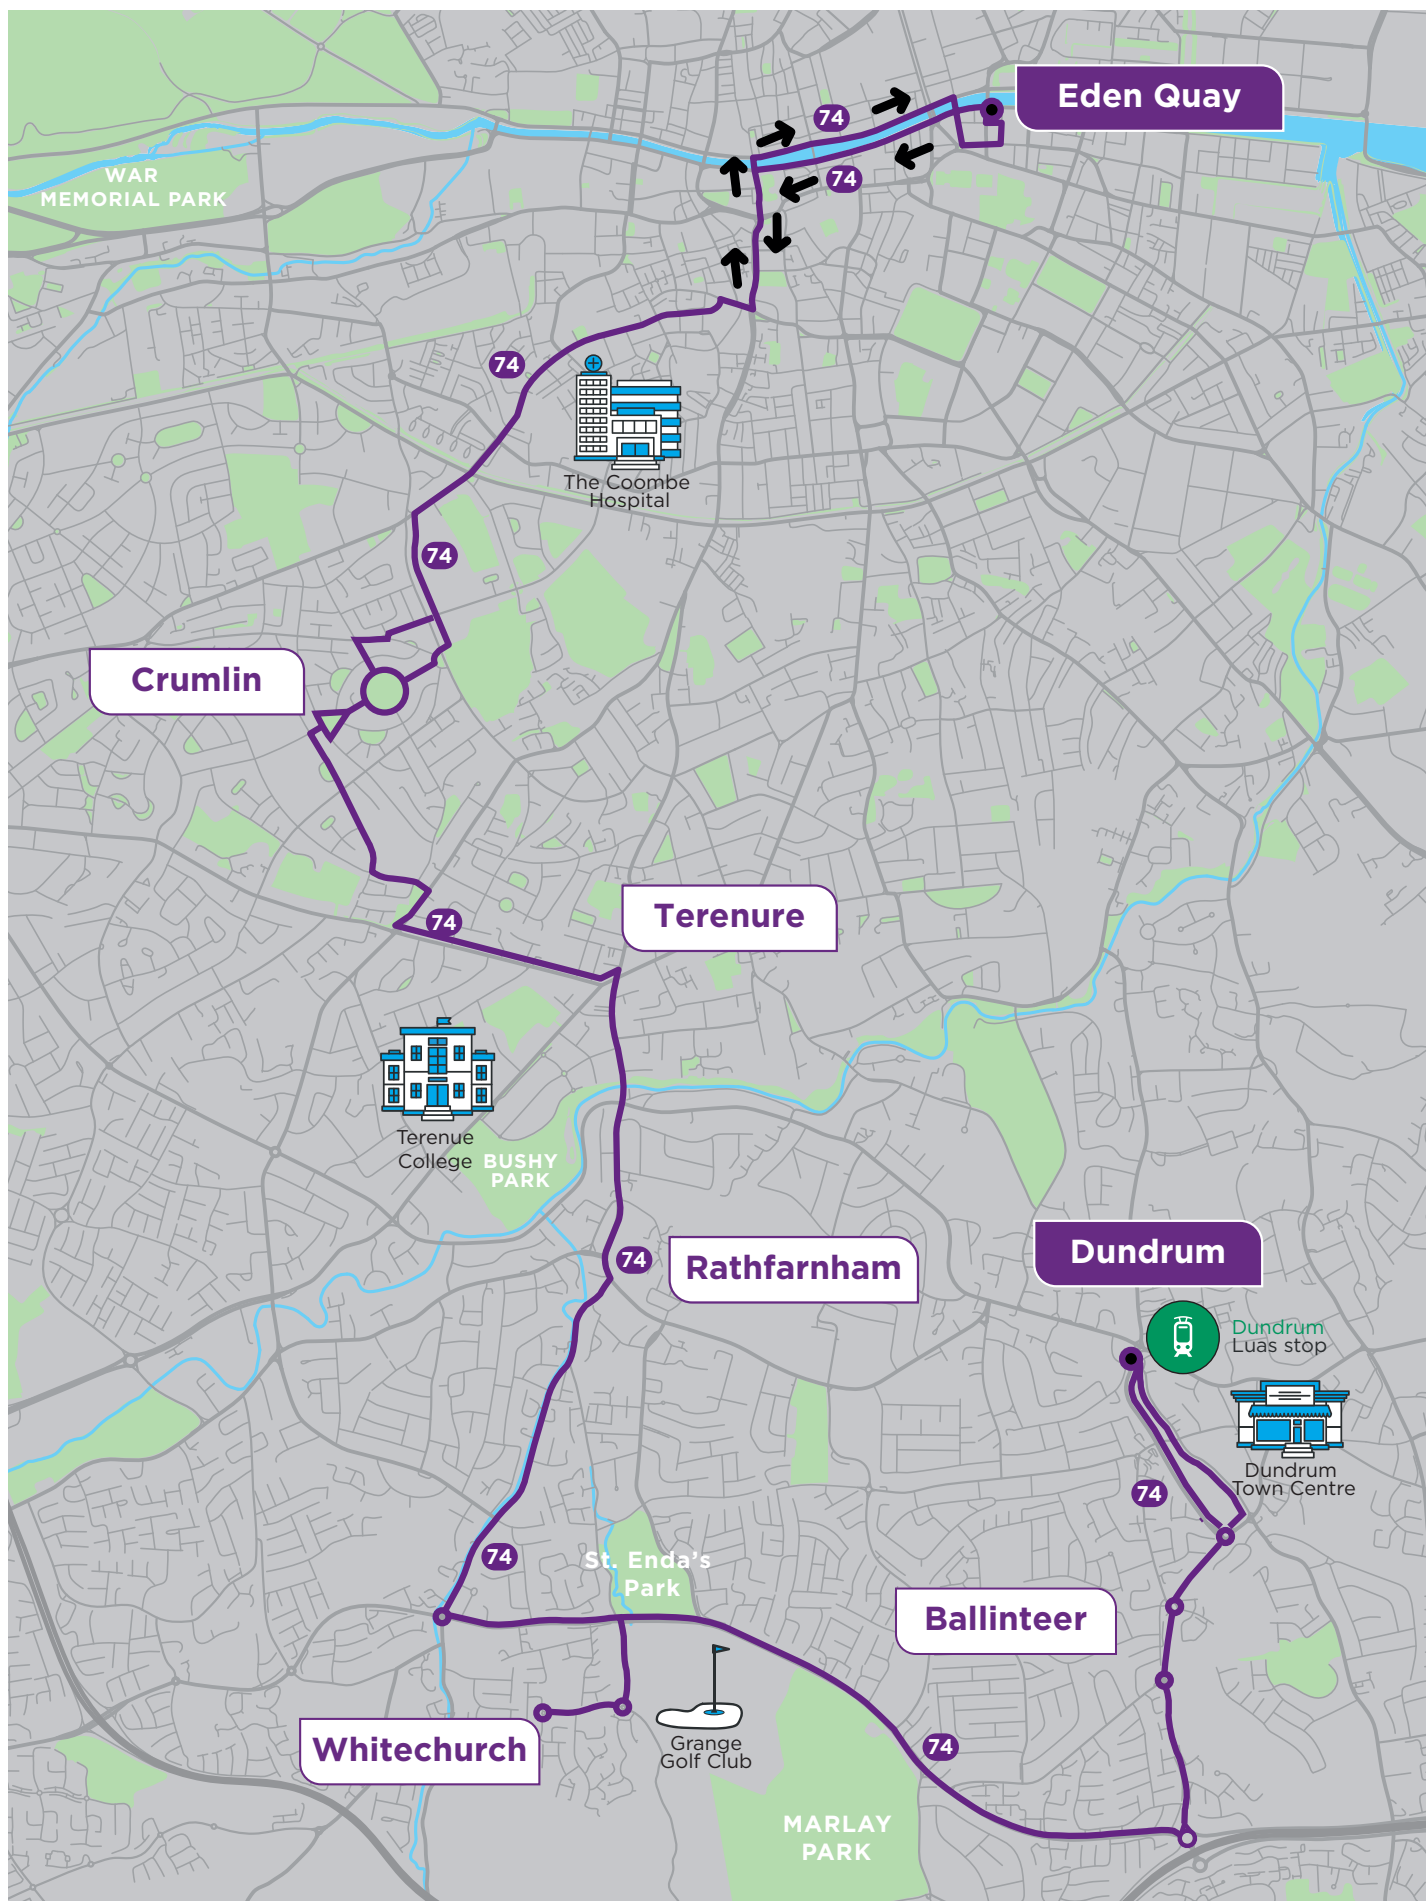 Eden Quay
74
74
WAR
MEMORIAL PARK
74
The Coombe
Hospital
74
Crumlin
Terenure
74
Terenue
College
BUSHY
PARK
Dundrum
74
Rathfarnham
Dundrum
Luas stop
Dundrum
Town Centre
74
74
St. Enda's
Park
Ballinteer
Whitechurch
Grange
Golf Club
74
MARLAY
PARK